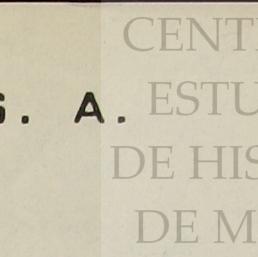 CENT
S. A.
ESTU
DE HIS
DE M